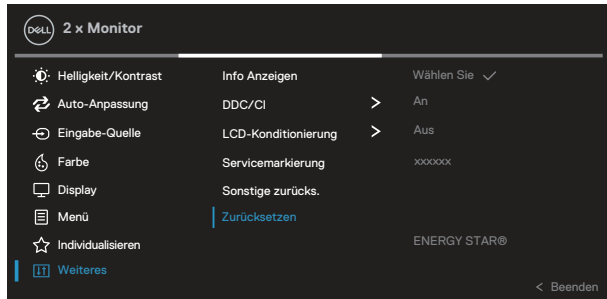 DELL 2 x Monitor
Helligkeit/Kontrast Info Anzeigen Wählen Sie ✓
Auto-Anpassung DDC/CI > An
Eingabe-Quelle LCD-Konditionierung > Aus
Farbe Servicemarkierung xxxxxx
Display Sonstige zurücks.
Menü Zurücksetzen
Individualisieren ENERGY STAR®
Weiteres
< Beenden